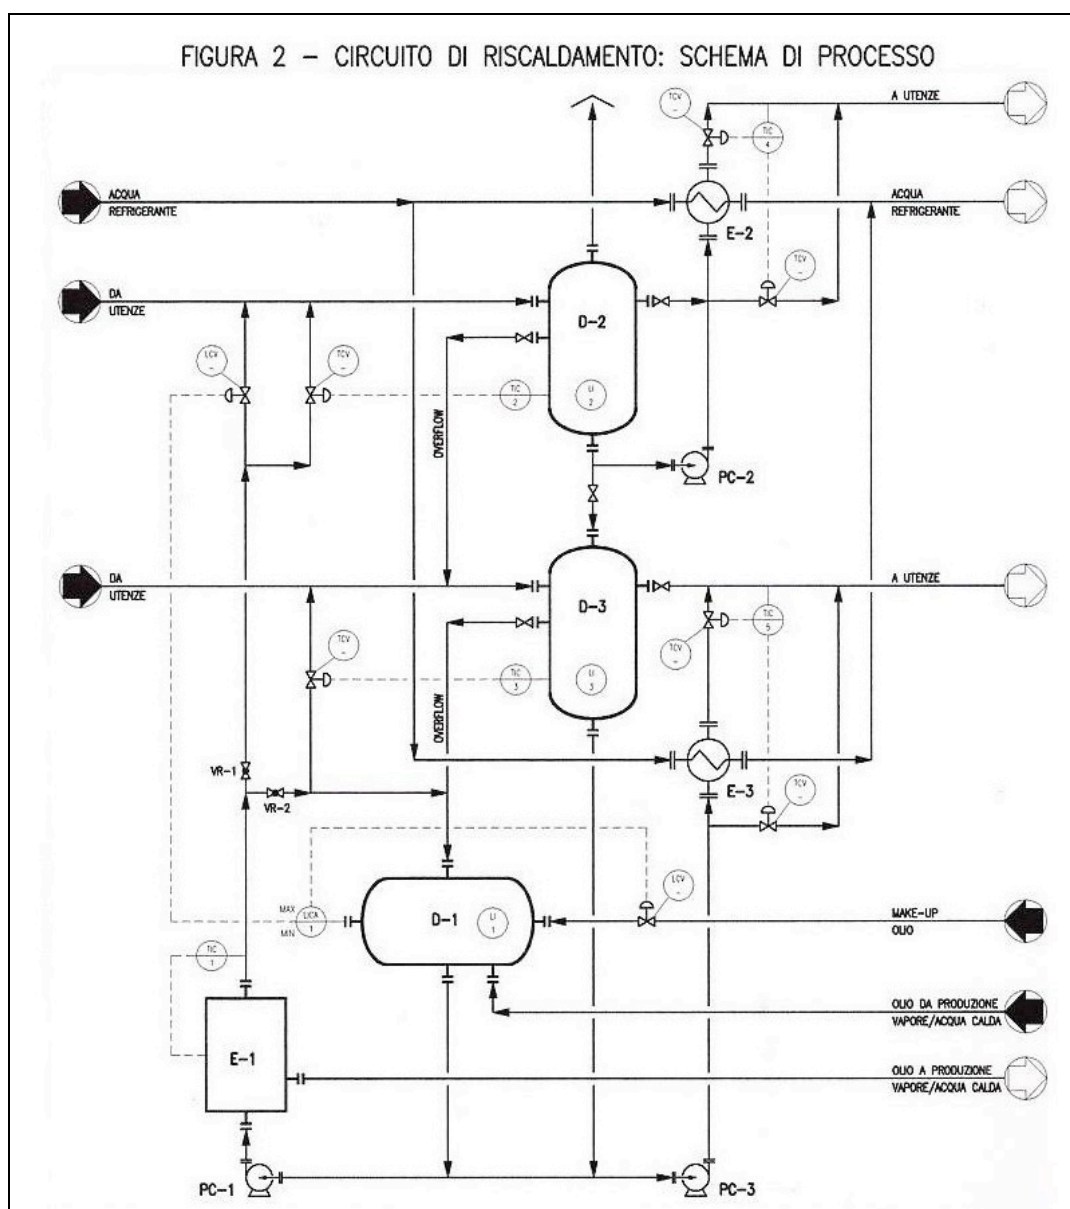 FIGURA 2 – CIRCUITO DI RISCALDAMENTO: SCHEMA DI PROCESSO
TCV
–
A UTENZE
TIC
4
ACQUA
REFRIGERANTE
ACQUA
REFRIGERANTE
E-2
DA
UTENZE
TCV
–
D-2
LCV
–
TCV
–
TIC
2
LI
2
OVERFLOW
PC-2
DA
UTENZE
A UTENZE
D-3
TCV
–
TCV
–
TIC
5
TIC
3
LI
3
OVERFLOW
VR-1
VR-2
E-3
TCV
–
MAX
LICA
1
MIN
D-1
LI
1
LCV
–
MAKE-UP
OLIO
TIC
1
OLIO DA PRODUZIONE
VAPORE/ACQUA CALDA
E-1
OLIO A PRODUZIONE
VAPORE/ACQUA CALDA
PC-1
PC-3